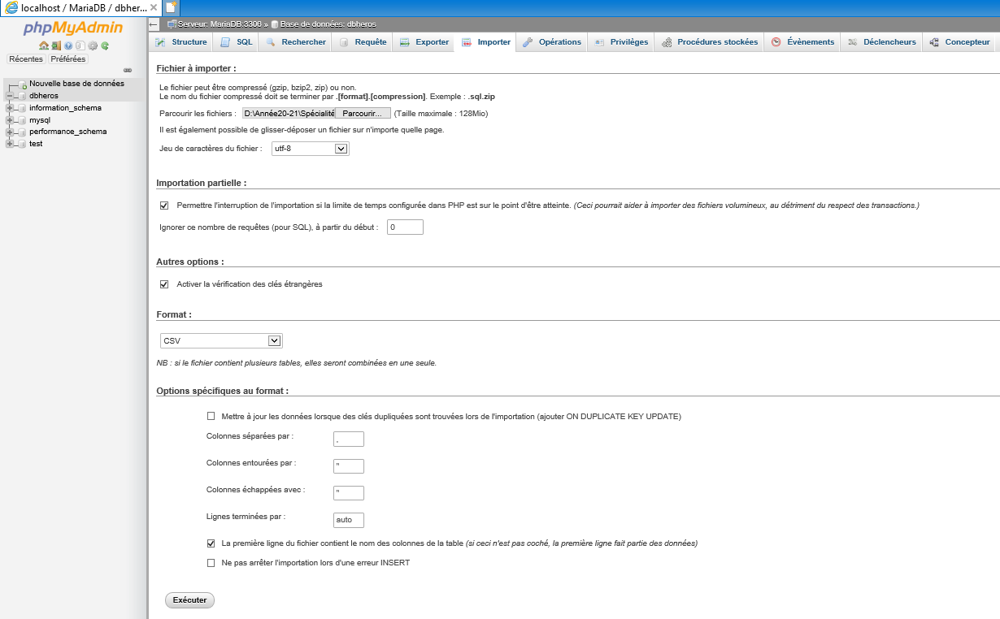 localhost / MariaDB / dbher...
phpMyAdmin
Récentes Préférées
Nouvelle base de données
dbheros
information_schema
mysql
performance_schema
test
Serveur: MariaDB:3306 » Base de données: dbheros
Structure SQL Rechercher Requête Exporter Importer Opérations Privilèges Procédures stockées Évènements Déclencheurs Concepteur
Fichier à importer :
Le fichier peut être compressé (gzip, bzip2, zip) ou non.
Le nom du fichier compressé doit se terminer par .[format].[compression]. Exemple : .sql.zip
Parcourir les fichiers : D:\Année20-21\Spécialité Parcourir... (Taille maximale : 128Mio)
Il est également possible de glisser-déposer un fichier sur n'importe quelle page.
Jeu de caractères du fichier : utf-8
Importation partielle :
Permettre l'interruption de l'importation si la limite de temps configurée dans PHP est sur le point d'être atteinte. (Ceci pourrait aider à importer des fichiers volumineux, au détriment du respect des transactions.)
Ignorer ce nombre de requêtes (pour SQL), à partir du début : 0
Autres options :
Activer la vérification des clés étrangères
Format :
CSV
NB : si le fichier contient plusieurs tables, elles seront combinées en une seule.
Options spécifiques au format :
Mettre à jour les données lorsque des clés dupliquées sont trouvées lors de l'importation (ajouter ON DUPLICATE KEY UPDATE)
Colonnes séparées par : ,
Colonnes entourées par : "
Colonnes échappées avec : "
Lignes terminées par : auto
La première ligne du fichier contient le nom des colonnes de la table (si ceci n'est pas coché, la première ligne fait partie des données)
Ne pas arrêter l'importation lors d'une erreur INSERT
Exécuter